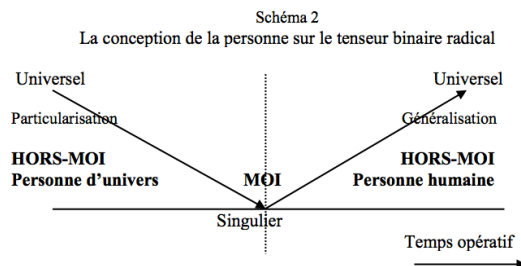 Schéma 2
La conception de la personne sur le tenseur binaire radical
Universel Universel
Particularisation Généralisation
HORS-MOI HORS-MOI
Personne d'univers MOI Personne humaine
Singulier
Temps opératif